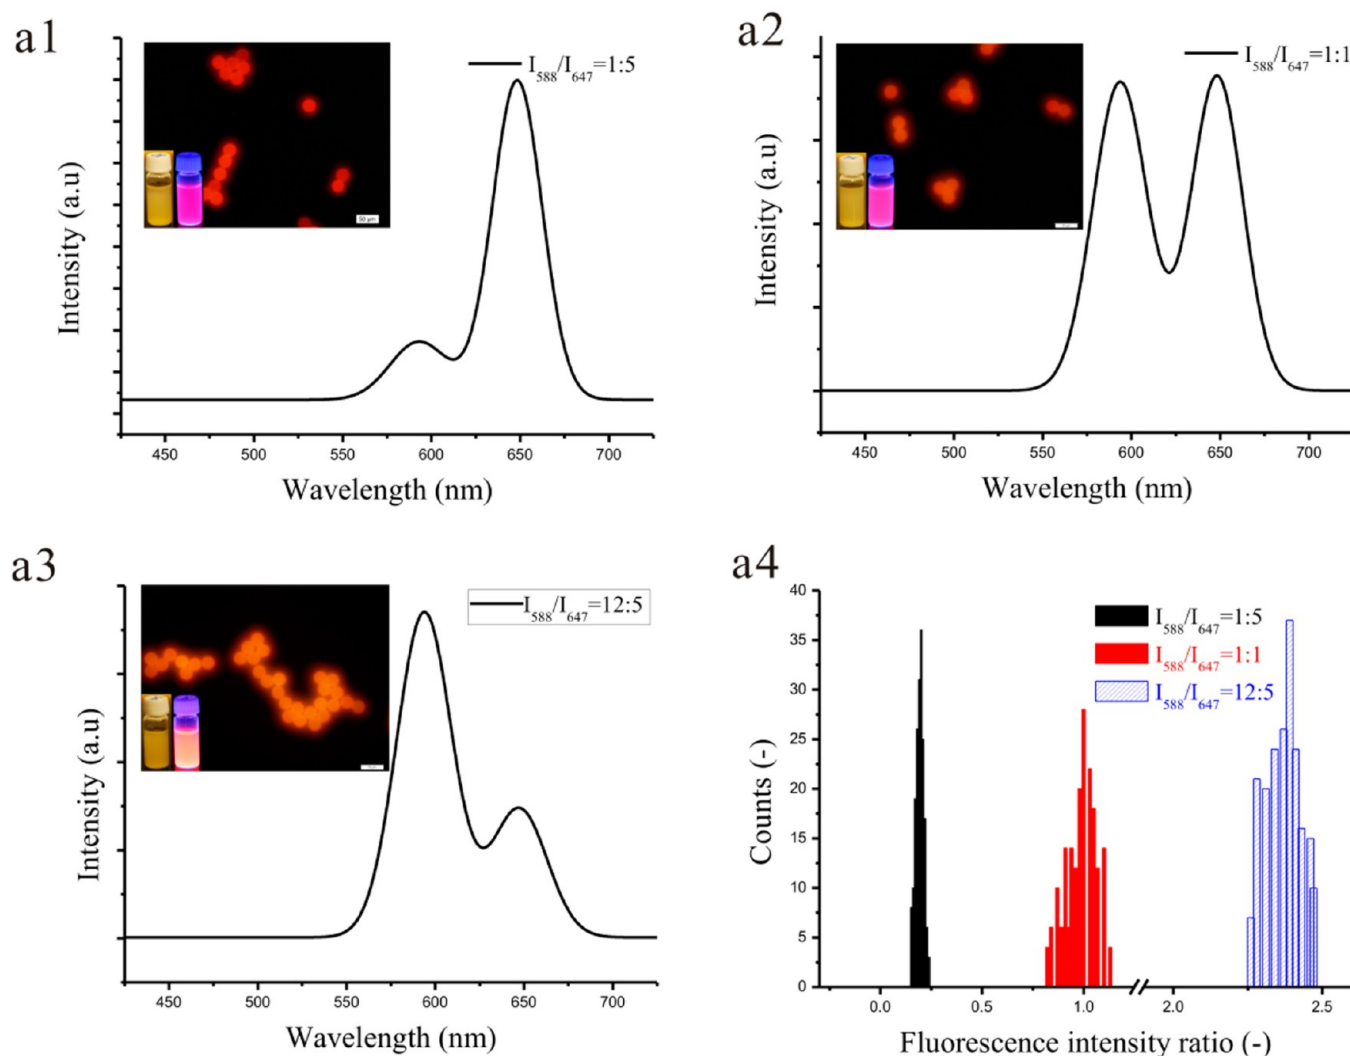 a1
I588/I647=1:5
50 μm
Intensity (a.u)
450 500 550 600 650 700
Wavelength (nm)
a2
I588/I647=1:1
Intensity (a.u)
450 500 550 600 650 700
Wavelength (nm)
a3
I588/I647=12:5
Intensity (a.u)
450 500 550 600 650 700
Wavelength (nm)
a4
40
35
30
25
20
15
10
5
0
Counts (-)
I588/I647=1:5
I588/I647=1:1
I588/I647=12:5
0.0 0.5 1.0 2.0 2.5
Fluorescence intensity ratio (-)